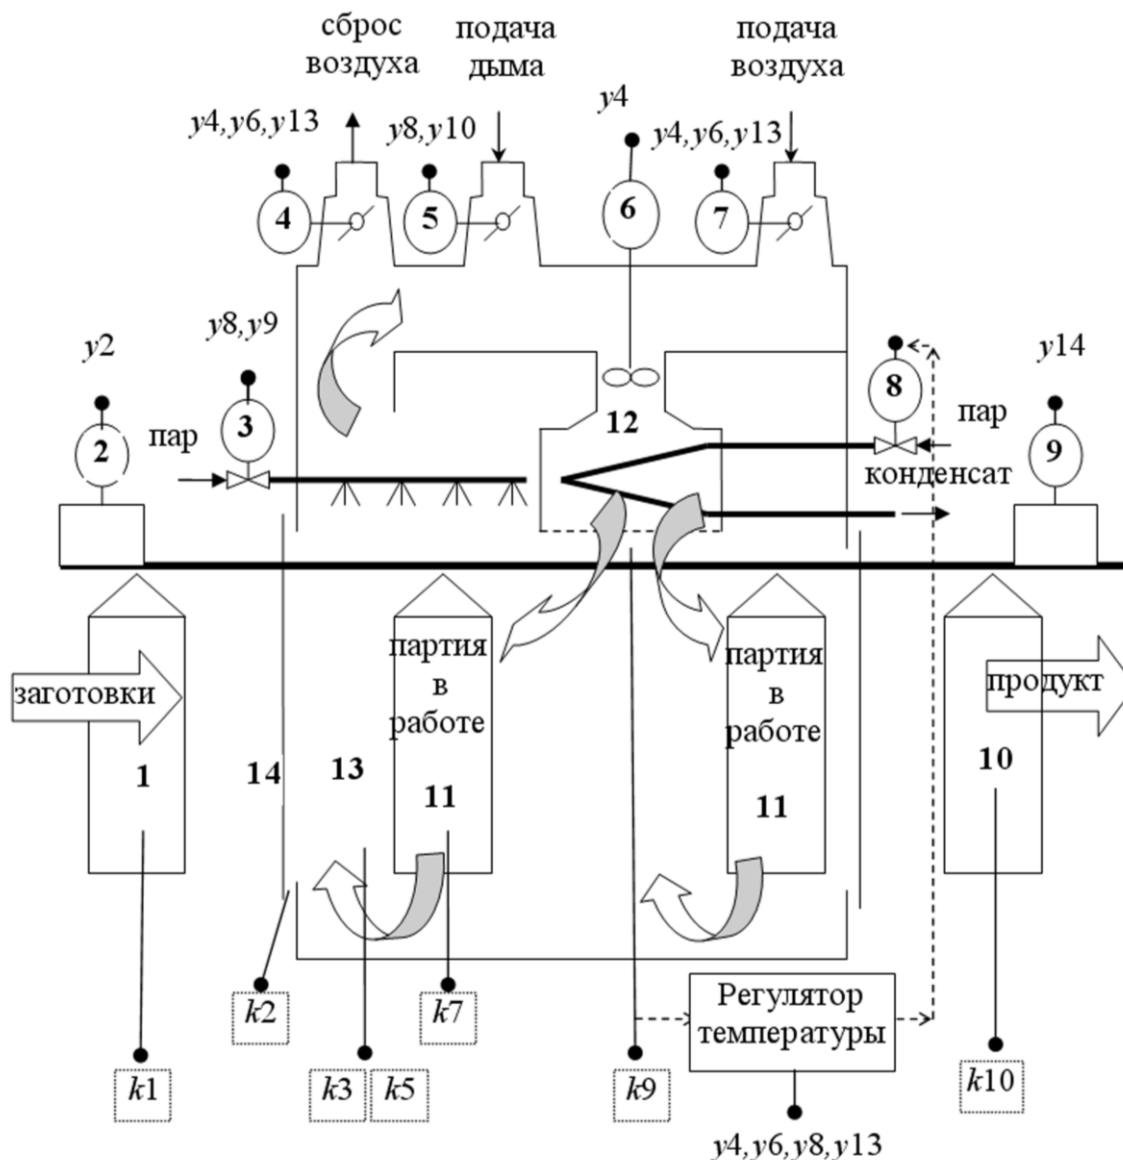 сброс
воздуха
подача
дыма
подача
воздуха
y4
y4,y6,y13
y8,y10
y4,y6,y13
4
5
6
7
y8,y9
y2
y14
8
3
пар
2
12
пар
9
конденсат
партия
в
работе
партия
в
работе
заготовки
продукт
1
14
13
11
11
10
k2
k7
Регулятор
температуры
k1
k3
k5
k9
k10
y4,y6,y8,y13